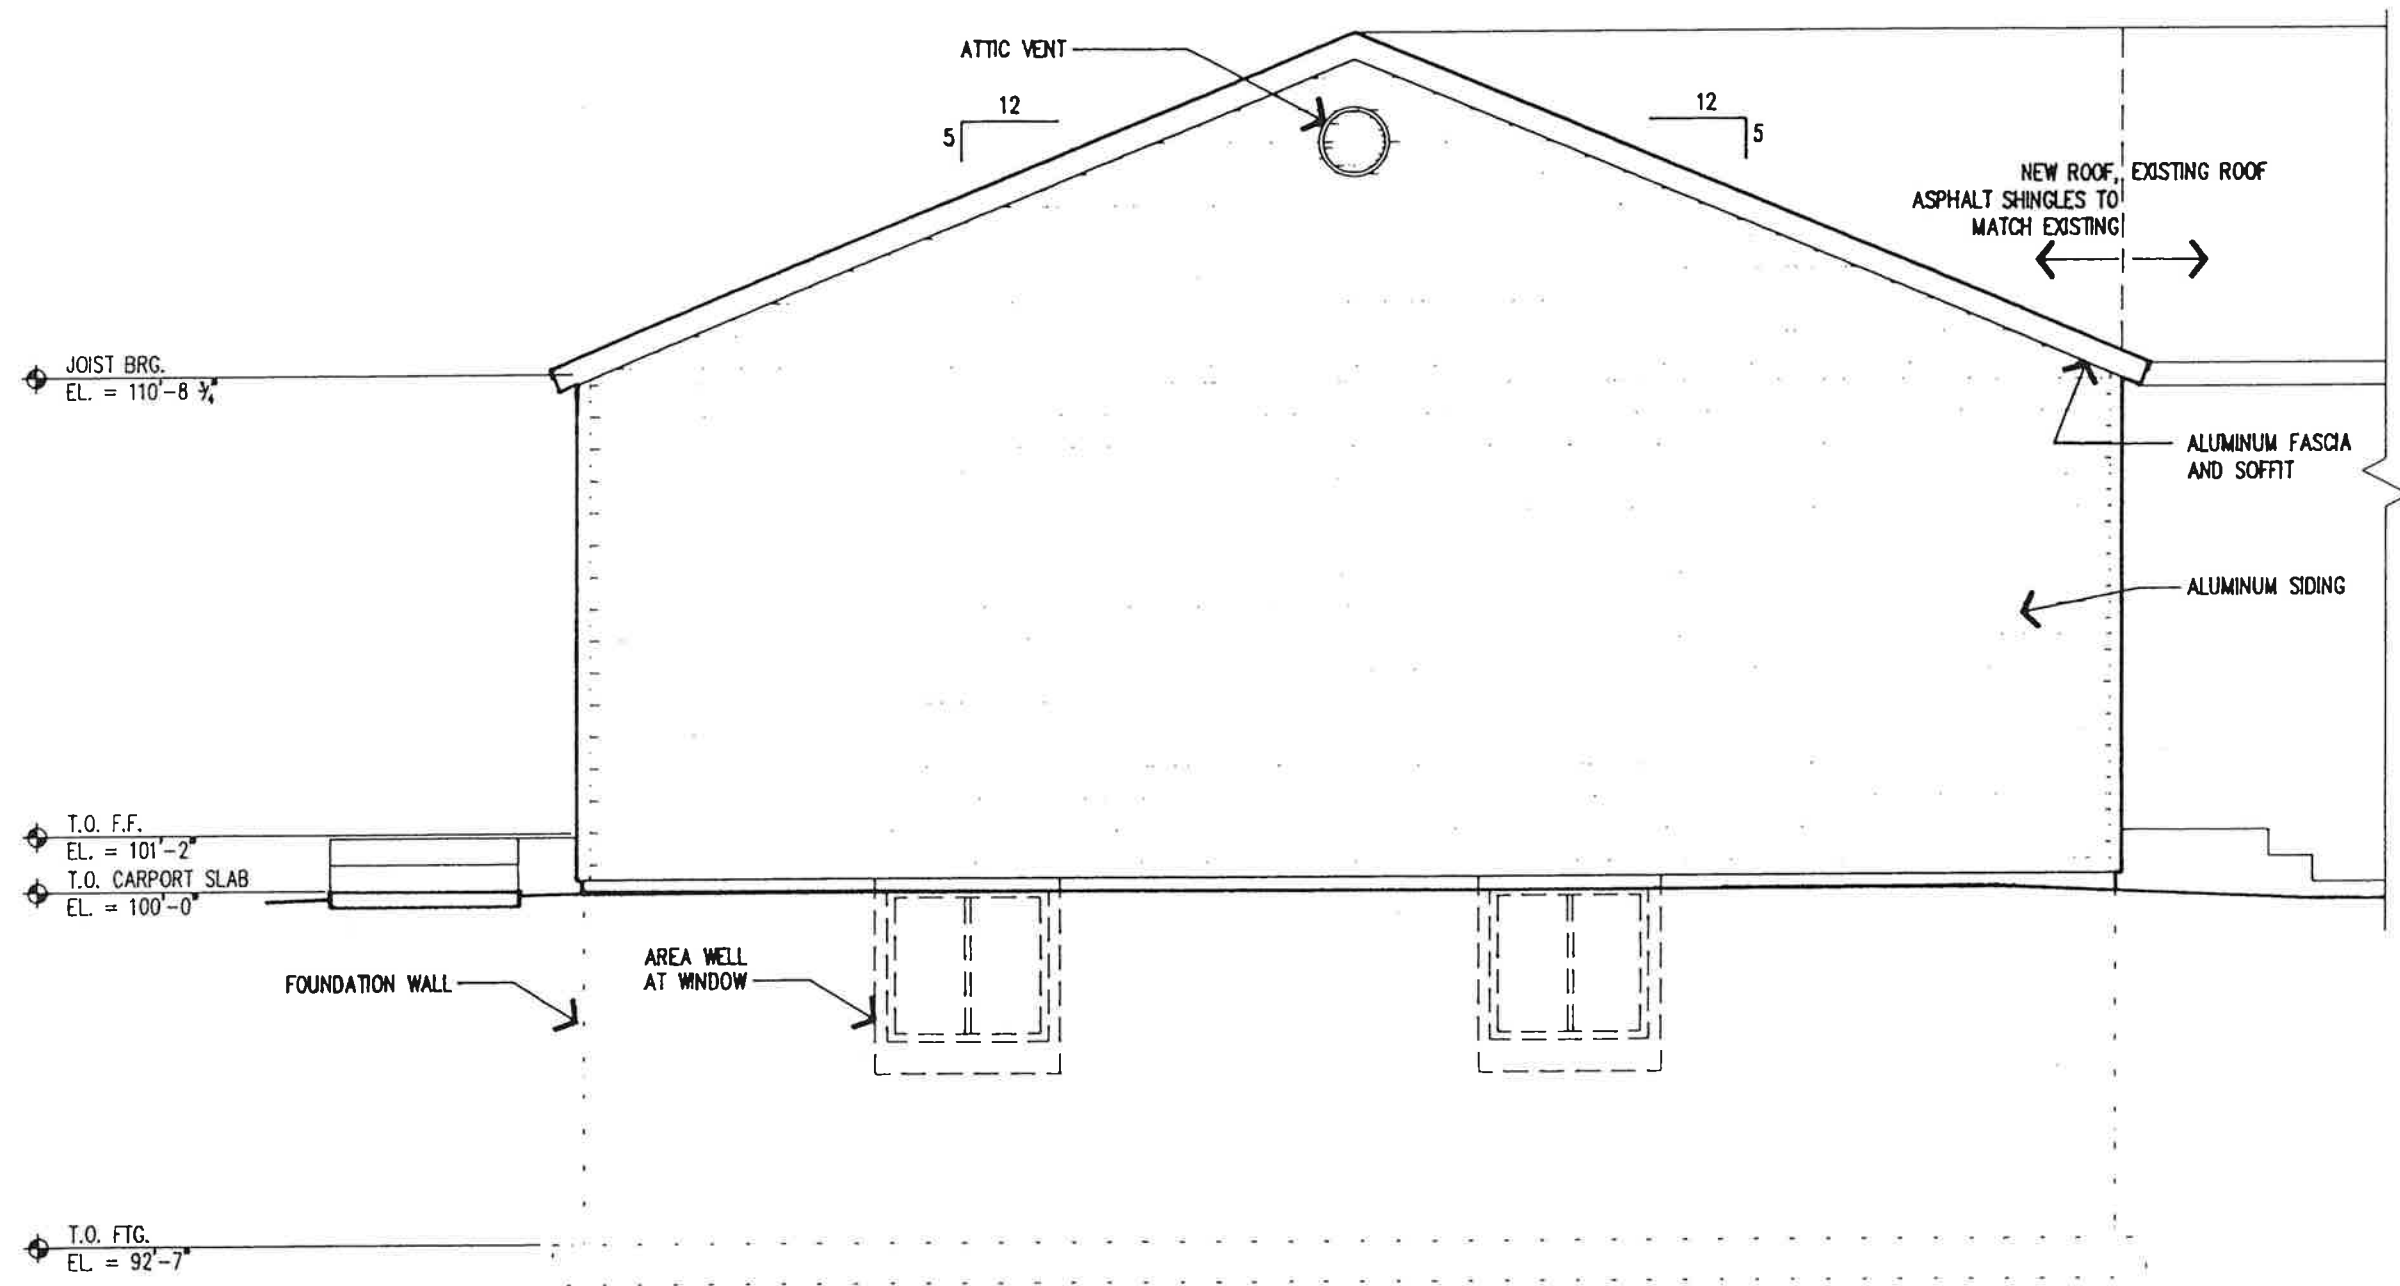 ATTIC VENT
12
5
12
5
NEW ROOF, EXISTING ROOF
ASPHALT SHINGLES TO
MATCH EXISTING
JOIST BRG.
EL. = 110'-8 3/4"
ALUMINUM FASCIA
AND SOFFIT
ALUMINUM SIDING
T.O. F.F.
EL. = 101'-2"
T.O. CARPORT SLAB
EL. = 100'-0"
FOUNDATION WALL
AREA WELL
AT WINDOW
T.O. FTG.
EL. = 92'-7"